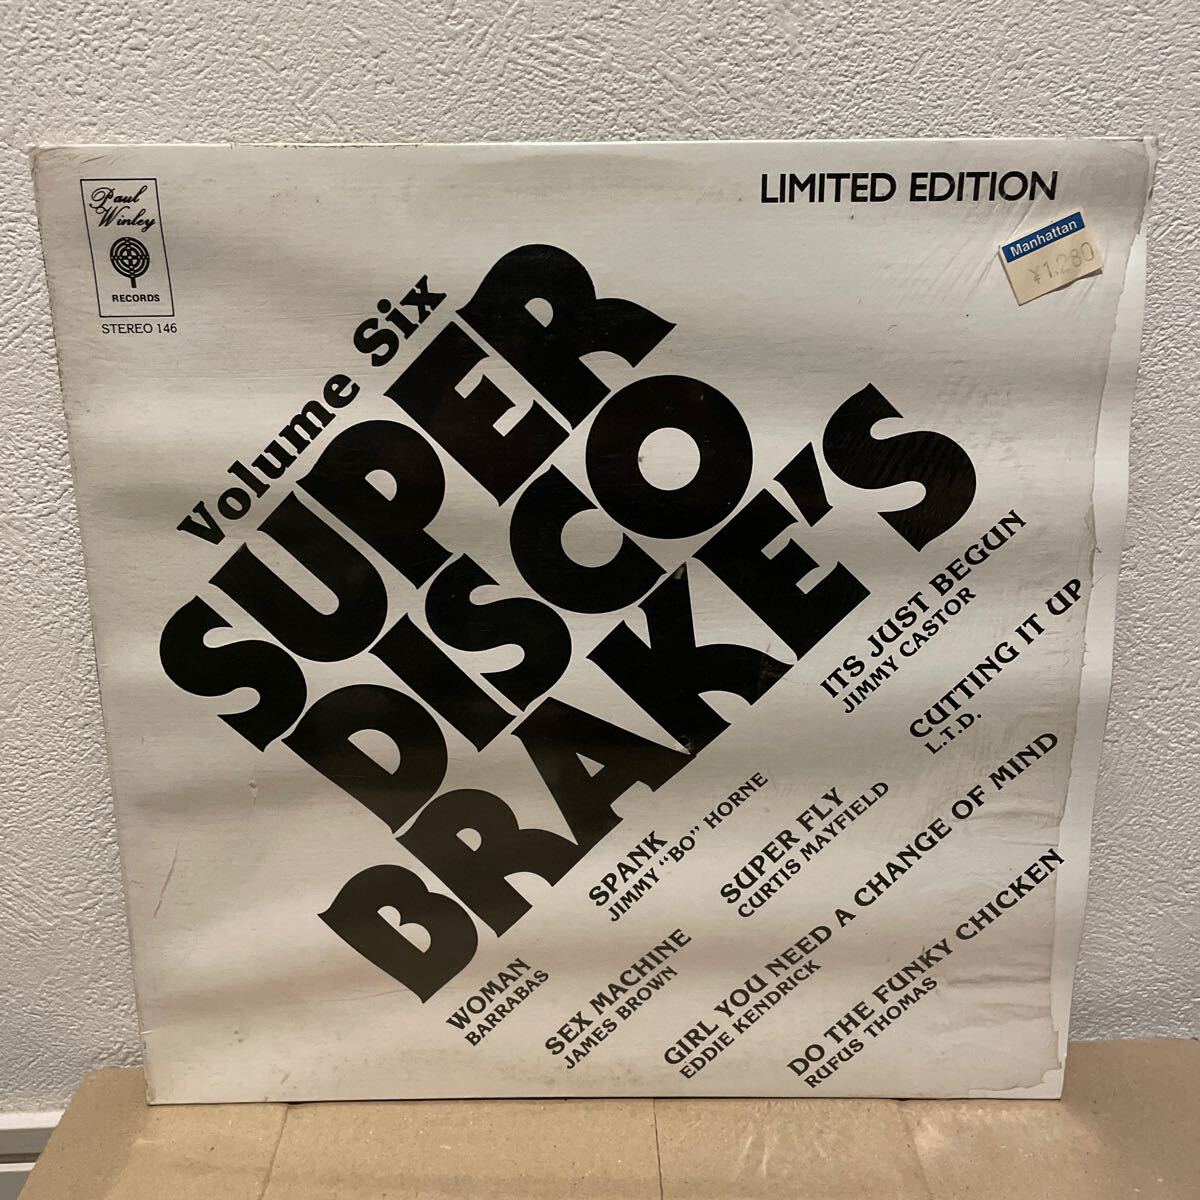 Paul
Winley
RECORDS
STEREO 146
LIMITED EDITION
Manhattan
¥1.280
Volume Six
SUPER
DISCO
BRAKE'S
ITS JUST BEGUN
JIMMY CASTOR
CUTTING IT UP
L.T.D.
SPANK
JIMMY "BO" HORNE
SUPER FLY
CURTIS MAYFIELD
WOMAN
BARRABAS
SEX MACHINE
JAMES BROWN
GIRL YOU NEED A CHANGE OF MIND
EDDIE KENDRICK
DO THE FUNKY CHICKEN
RUFUS THOMAS